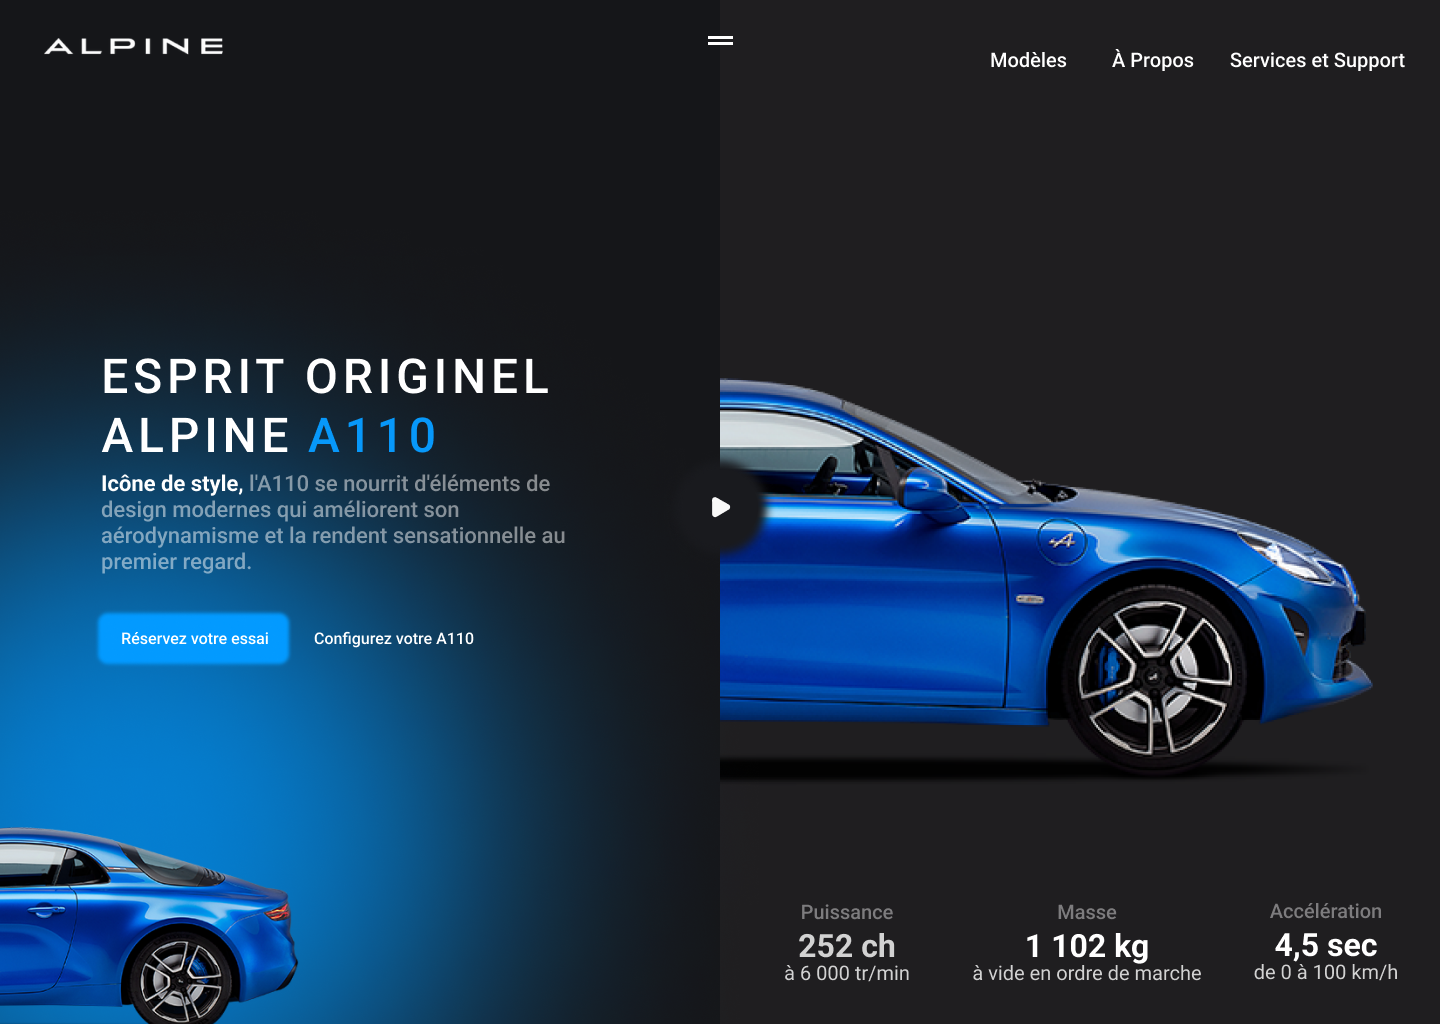 ALPINE
Modèles
À Propos
Services et Support
ESPRIT ORIGINEL
ALPINE A110
Icône de style, l'A110 se nourrit d'éléments de
design modernes qui améliorent son
aérodynamisme et la rendent sensationnelle au
premier regard.
Réservez votre essai
Configurez votre A110
Puissance
252 ch
à 6 000 tr/min
Masse
1 102 kg
à vide en ordre de marche
Accélération
4,5 sec
de 0 à 100 km/h